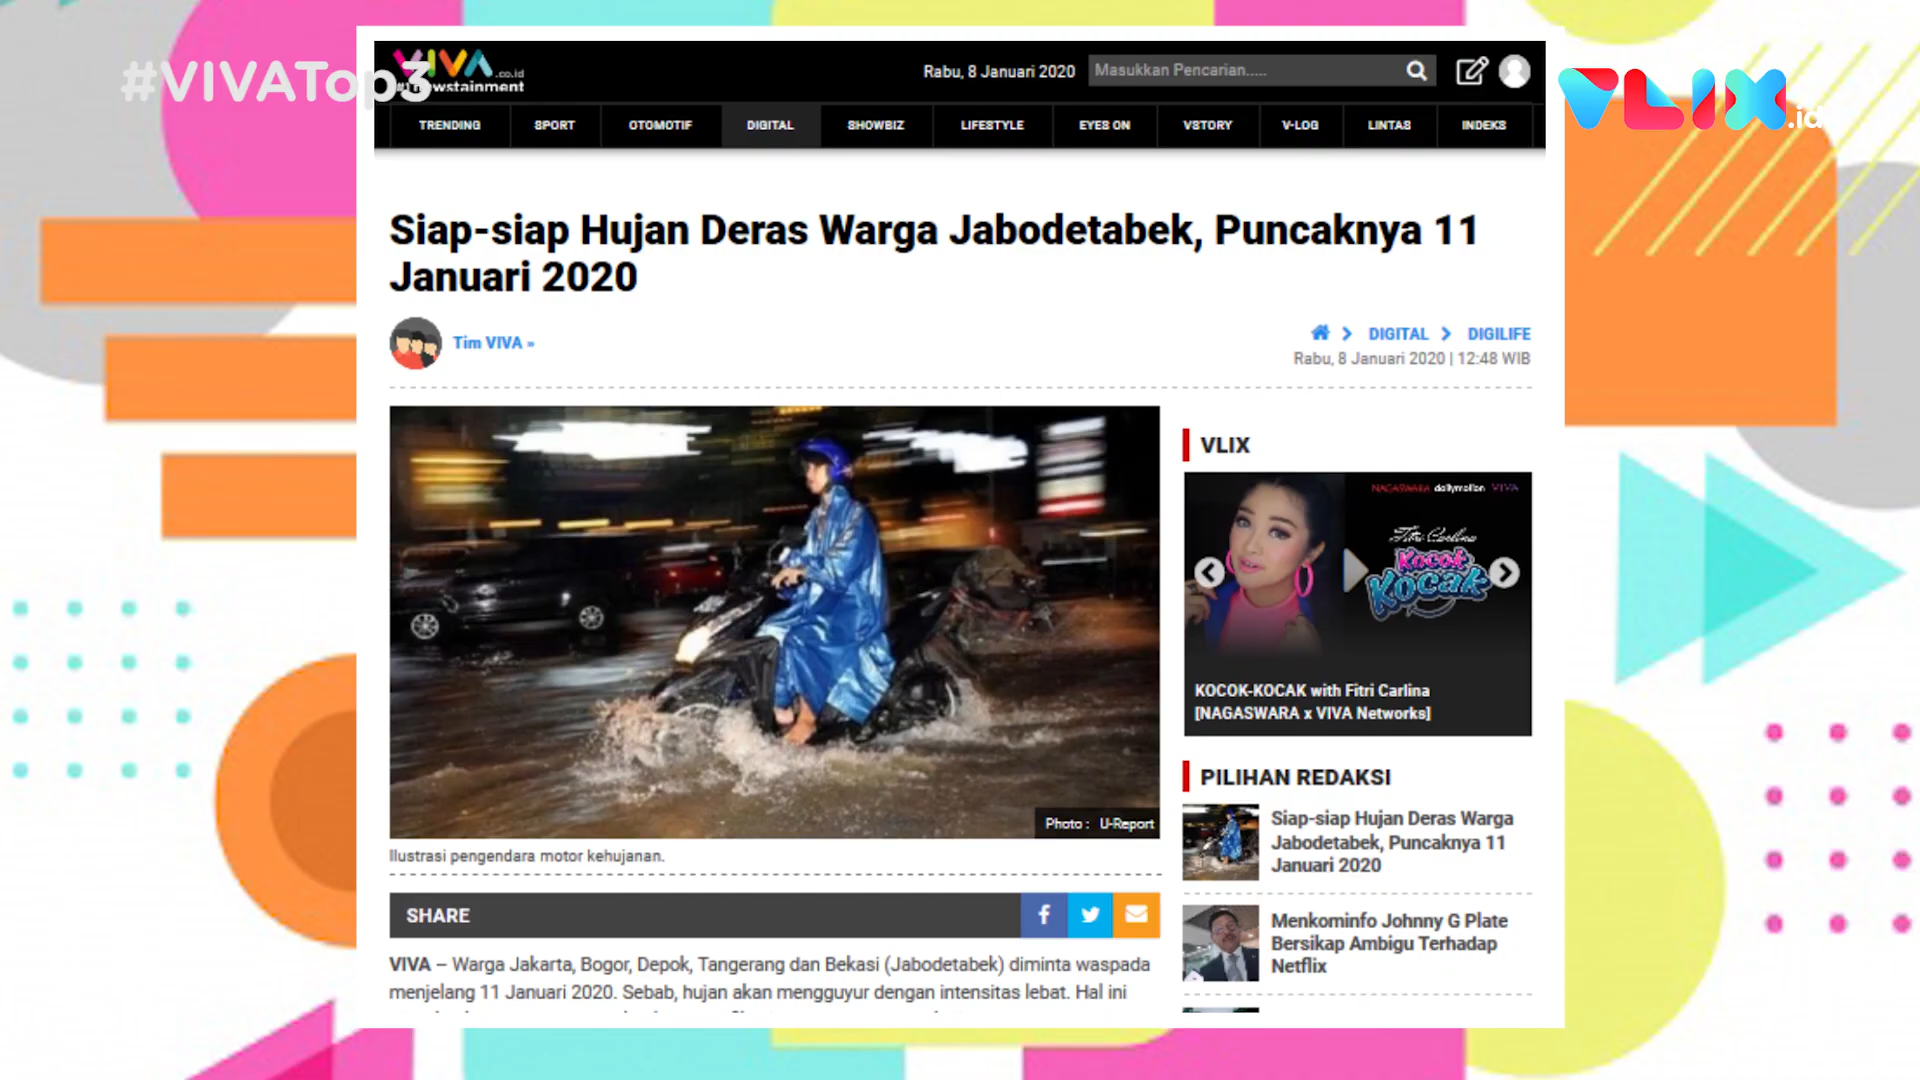 #VIVATop3
VIVA.co.id
Rabu, 8 Januari 2020
Masukkan Pencarian.....
VLIX.id
TRENDING SPORT OTOMOTIF DIGITAL SHOWBIZ LIFESTYLE EYES ON VSTORY V-LOG LINTAS INDEKS
Siap-siap Hujan Deras Warga Jabodetabek, Puncaknya 11
Januari 2020
Tim VIVA »
DIGITAL DIGILIFE
Rabu, 8 Januari 2020 | 12:48 WIB
Photo : U-Report
Ilustrasi pengendara motor kehujanan.
SHARE
VIVA – Warga Jakarta, Bogor, Depok, Tangerang dan Bekasi (Jabodetabek) diminta waspada
menjelang 11 Januari 2020. Sebab, hujan akan mengguyur dengan intensitas lebat. Hal ini
VLIX
NAGASWARA dailymotion VIVA
Fitri Carlina
Kocok
Kocak
KOCOK-KOCAK with Fitri Carlina
[NAGASWARA x VIVA Networks]
PILIHAN REDAKSI
Siap-siap Hujan Deras Warga
Jabodetabek, Puncaknya 11
Januari 2020
Menkominfo Johnny G Plate
Bersikap Ambigu Terhadap
Netflix